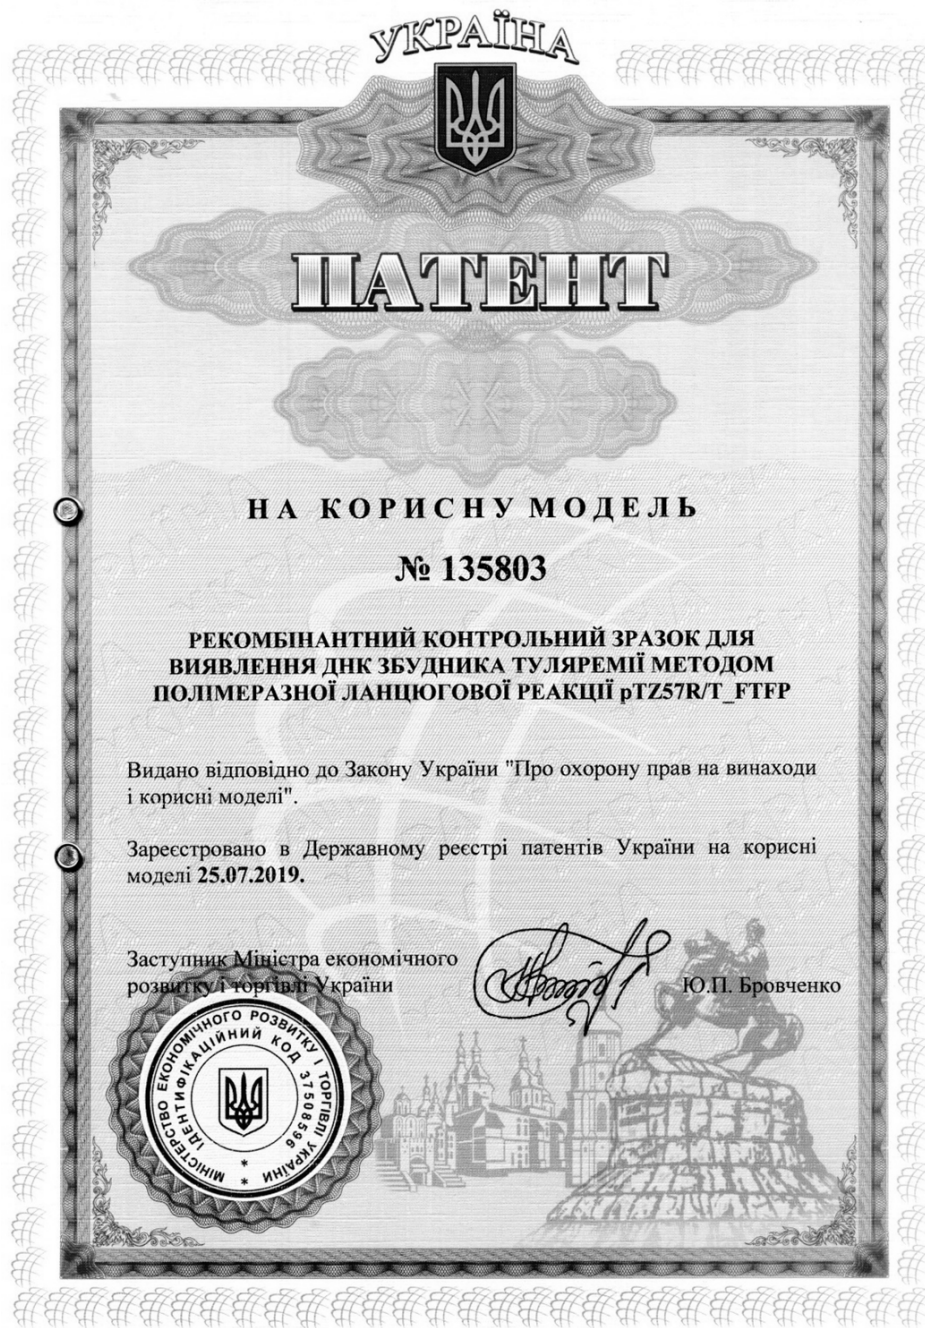 УКРАЇНА
ПАТЕНТ
НА КОРИСНУ МОДЕЛЬ
№ 135803
РЕКОМБІНАНТНИЙ КОНТРОЛЬНИЙ ЗРАЗОК ДЛЯ
ВИЯВЛЕННЯ ДНК ЗБУДНИКА ТУЛЯРЕМІЇ МЕТОДОМ
ПОЛІМЕРАЗНОЇ ЛАНЦЮГОВОЇ РЕАКЦІЇ pTZ57R/T_FTFP
Видано відповідно до Закону України "Про охорону прав на винаходи
і корисні моделі".
Зареєстровано в Державному реєстрі патентів України на корисні
моделі 25.07.2019.
Заступник Міністра економічного
розвитку і торгівлі України
Ю.П. Бровченко
МІНІСТЕРСТВО ЕКОНОМІЧНОГО РОЗВИТКУ І ТОРГІВЛІ УКРАЇНИ *
ІДЕНТИФІКАЦІЙНИЙ КОД 37508596 *